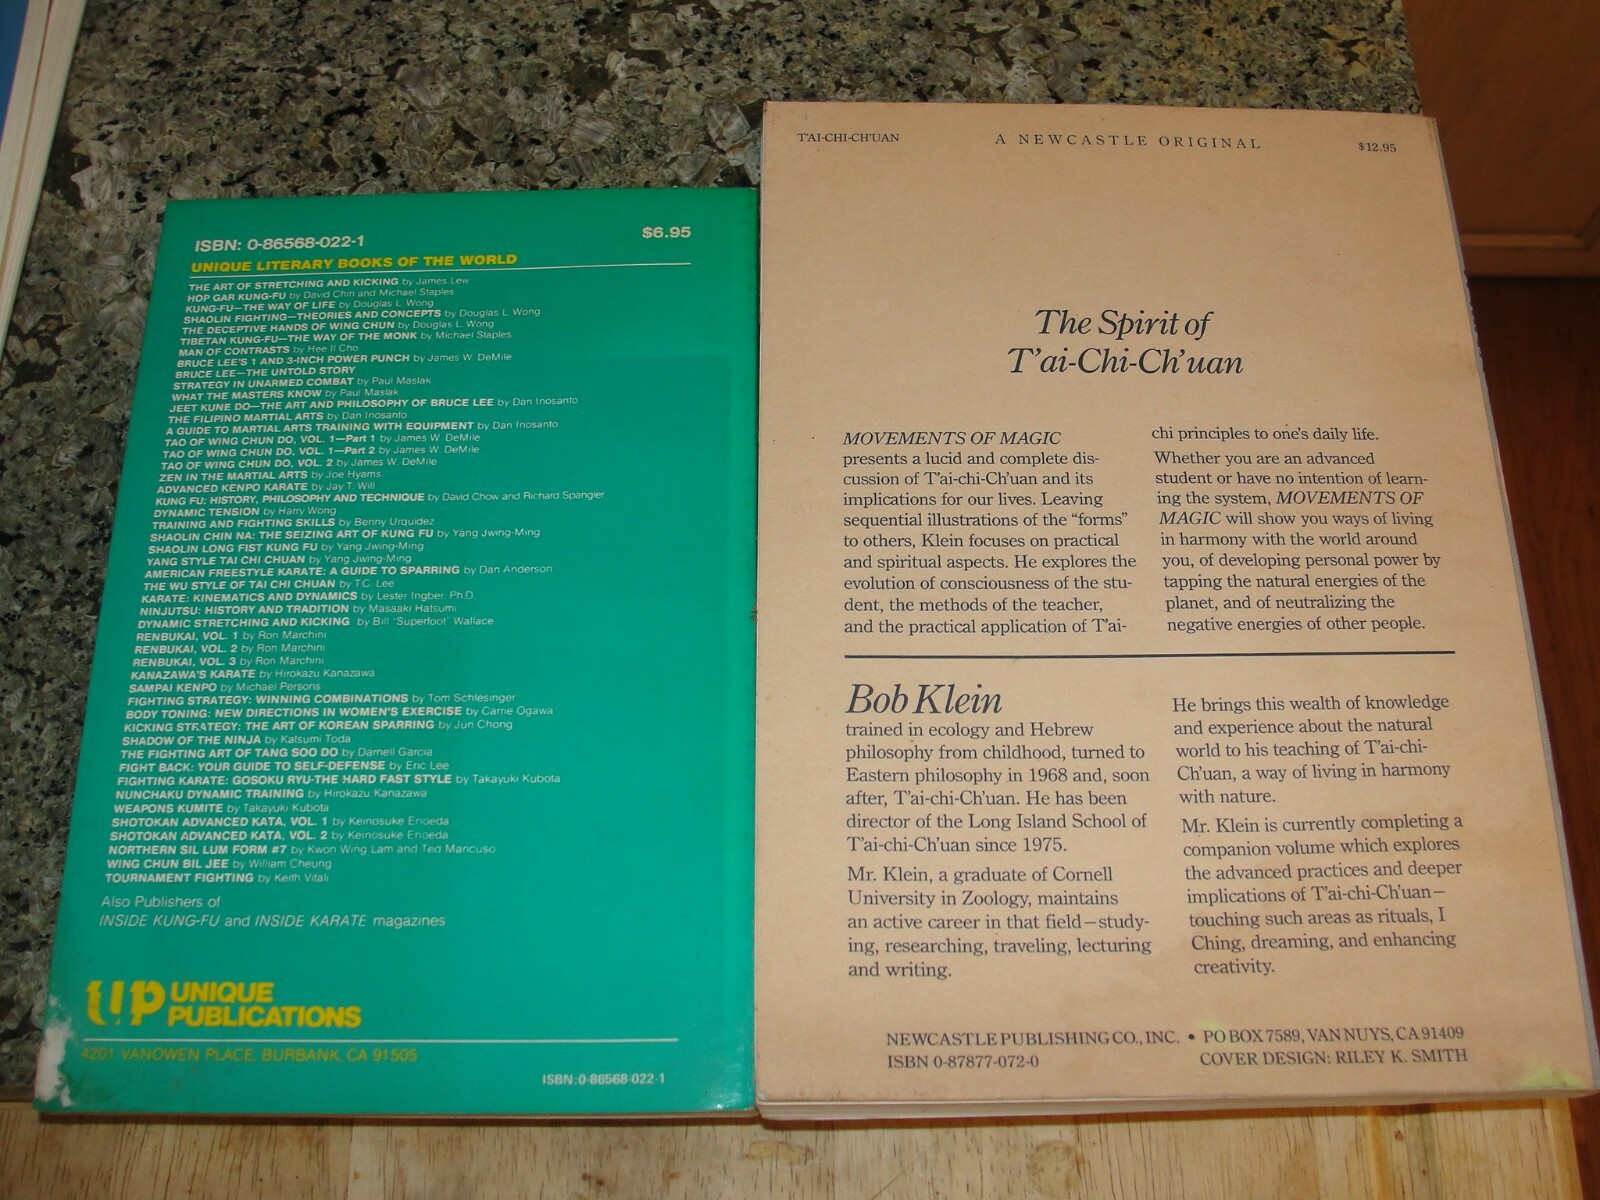 ISBN: 0-86568-022-1
$6.95
UNIQUE LITERARY BOOKS OF THE WORLD
THE ART OF STRETCHING AND KICKING by James Lew
HOP GAR KUNG-FU by David Chin and Michael Staples
KUNG-FU—THE WAY OF LIFE by Douglas L. Wong
SHAOLIN FIGHTING—THEORIES AND CONCEPTS by Douglas L. Wong
THE DECEPTIVE HANDS OF WING CHUN by Douglas L. Wong
TIBETAN KUNG-FU—THE WAY OF THE MONK by Michael Staples
MAN OF CONTRASTS by Hee Il Cho
BRUCE LEE'S 1 AND 3-INCH POWER PUNCH by James W. DeMile
BRUCE LEE—THE UNTOLD STORY
STRATEGY IN UNARMED COMBAT by Paul Maslak
WHAT THE MASTERS KNOW by Paul Maslak
JEET KUNE DO—THE ART AND PHILOSOPHY OF BRUCE LEE by Dan Inosanto
THE FILIPINO MARTIAL ARTS by Dan Inosanto
A GUIDE TO MARTIAL ARTS TRAINING WITH EQUIPMENT by Dan Inosanto
TAO OF WING CHUN DO, VOL. 1—Part 1 by James W. DeMile
TAO OF WING CHUN DO, VOL. 1—Part 2 by James W. DeMile
TAO OF WING CHUN DO, VOL. 2 by James W. DeMile
ZEN IN THE MARTIAL ARTS by Joe Hyams
ADVANCED KENPO KARATE by Jay T. Will
KUNG FU: HISTORY, PHILOSOPHY AND TECHNIQUE by David Chow and Richard Spangler
DYNAMIC TENSION by Harry Wong
TRAINING AND FIGHTING SKILLS by Benny Urquidez
SHAOLIN CHIN NA: THE SEIZING ART OF KUNG FU by Yang Jwing-Ming
SHAOLIN LONG FIST KUNG FU by Yang Jwing-Ming
YANG STYLE TAI CHI CHUAN by Yang Jwing-Ming
AMERICAN FREESTYLE KARATE: A GUIDE TO SPARRING by Dan Anderson
THE WU STYLE OF TAI CHI CHUAN by T.C. Lee
KARATE: KINEMATICS AND DYNAMICS by Lester Ingber, Ph.D.
NINJUTSU: HISTORY AND TRADITION by Masaaki Hatsumi
DYNAMIC STRETCHING AND KICKING by Bill "Superfoot" Wallace
RENBUKAI, VOL. 1 by Ron Marchini
RENBUKAI, VOL. 2 by Ron Marchini
RENBUKAI, VOL. 3 by Ron Marchini
KANAZAWA'S KARATE by Hirokazu Kanazawa
SAMPAI KENPO by Michael Persons
FIGHTING STRATEGY: WINNING COMBINATIONS by Tom Schlesinger
BODY TONING: NEW DIRECTIONS IN WOMEN'S EXERCISE by Carrie Ogawa
KICKING STRATEGY: THE ART OF KOREAN SPARRING by Jun Chong
SHADOW OF THE NINJA by Katsumi Toda
THE FIGHTING ART OF TANG SOO DO by Darnell Garcia
FIGHT BACK: YOUR GUIDE TO SELF-DEFENSE by Eric Lee
FIGHTING KARATE: GOSOKU RYU-THE HARD FAST STYLE by Takayuki Kubota
NUNCHAKU DYNAMIC TRAINING by Hirokazu Kanazawa
WEAPONS KUMITE by Takayuki Kubota
SHOTOKAN ADVANCED KATA, VOL. 1 by Keinosuke Enoeda
SHOTOKAN ADVANCED KATA, VOL. 2 by Keinosuke Enoeda
NORTHERN SIL LUM FORM #7 by Kwon Wing Lam and Ted Mancuso
WING CHUN BIL JEE by William Cheung
TOURNAMENT FIGHTING by Keith Vitali
Also Publishers of
INSIDE KUNG-FU and INSIDE KARATE magazines
UP UNIQUE
PUBLICATIONS
4201 VANOWEN PLACE, BURBANK, CA 91505
ISBN:0-86568-022-1
T'AI-CHI-CH'UAN
A NEWCASTLE ORIGINAL
$12.95
The Spirit of
T'ai-Chi-Ch'uan
MOVEMENTS OF MAGIC
presents a lucid and complete dis-
cussion of T'ai-chi-Ch'uan and its
implications for our lives. Leaving
sequential illustrations of the "forms"
to others, Klein focuses on practical
and spiritual aspects. He explores the
evolution of consciousness of the stu-
dent, the methods of the teacher,
and the practical application of T'ai-
chi principles to one's daily life.
Whether you are an advanced
student or have no intention of learn-
ing the system, MOVEMENTS OF
MAGIC will show you ways of living
in harmony with the world around
you, of developing personal power by
tapping the natural energies of the
planet, and of neutralizing the
negative energies of other people.
Bob Klein
trained in ecology and Hebrew
philosophy from childhood, turned to
Eastern philosophy in 1968 and, soon
after, T'ai-chi-Ch'uan. He has been
director of the Long Island School of
T'ai-chi-Ch'uan since 1975.
Mr. Klein, a graduate of Cornell
University in Zoology, maintains
an active career in that field—study-
ing, researching, traveling, lecturing
and writing.
He brings this wealth of knowledge
and experience about the natural
world to his teaching of T'ai-chi-
Ch'uan, a way of living in harmony
with nature.
Mr. Klein is currently completing a
companion volume which explores
the advanced practices and deeper
implications of T'ai-chi-Ch'uan—
touching such areas as rituals, I
Ching, dreaming, and enhancing
creativity.
NEWCASTLE PUBLISHING CO., INC. • PO BOX 7589, VAN NUYS, CA 91409
ISBN 0-87877-072-0
COVER DESIGN: RILEY K. SMITH